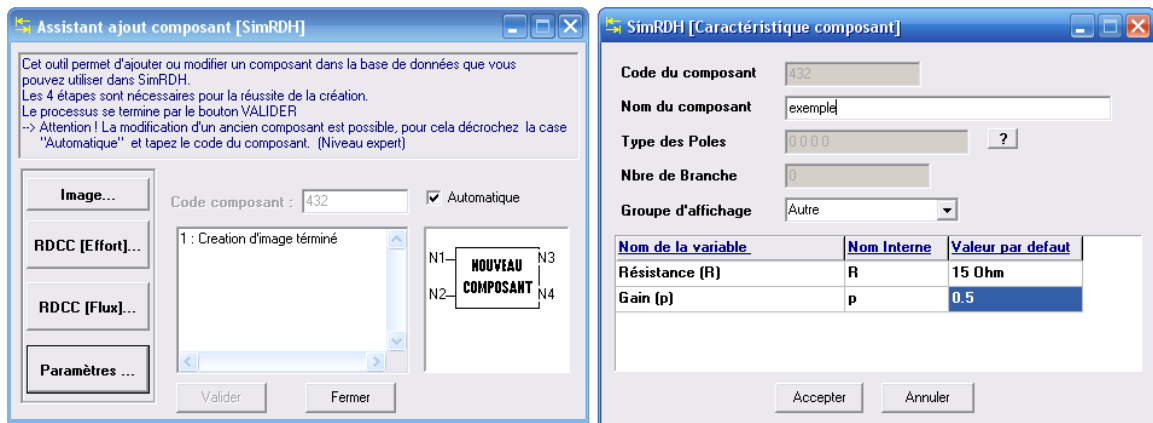 Assistant ajout composant [SimRDH]
Cet outil permet d'ajouter ou modifier un composant dans la base de données que vous
pouvez utiliser dans SimRDH.
Les 4 étapes sont nécessaires pour la réussite de la création.
Le processus se termine par le bouton VALIDER
--> Attention ! La modification d'un ancien composant est possible, pour cela décrochez la case
"Automatique" et tapez le code du composant. (Niveau expert)
Image...
RDCC [Effort]...
RDCC [Flux]...
Paramètres ...
Code composant : 432
Automatique
1 : Creation d'image términé
N1
N2
NOUVEAU
COMPOSANT
N3
N4
Valider
Fermer
SimRDH [Caractéristique composant]
Code du composant 432
Nom du composant exemple
Type des Poles 0 0 0 0 ?
Nbre de Branche 0
Groupe d'affichage Autre
Nom de la variable Nom Interne Valeur par defaut
Résistance (R) R 15 Ohm
Gain (p) p 0.5
Accepter Annuler